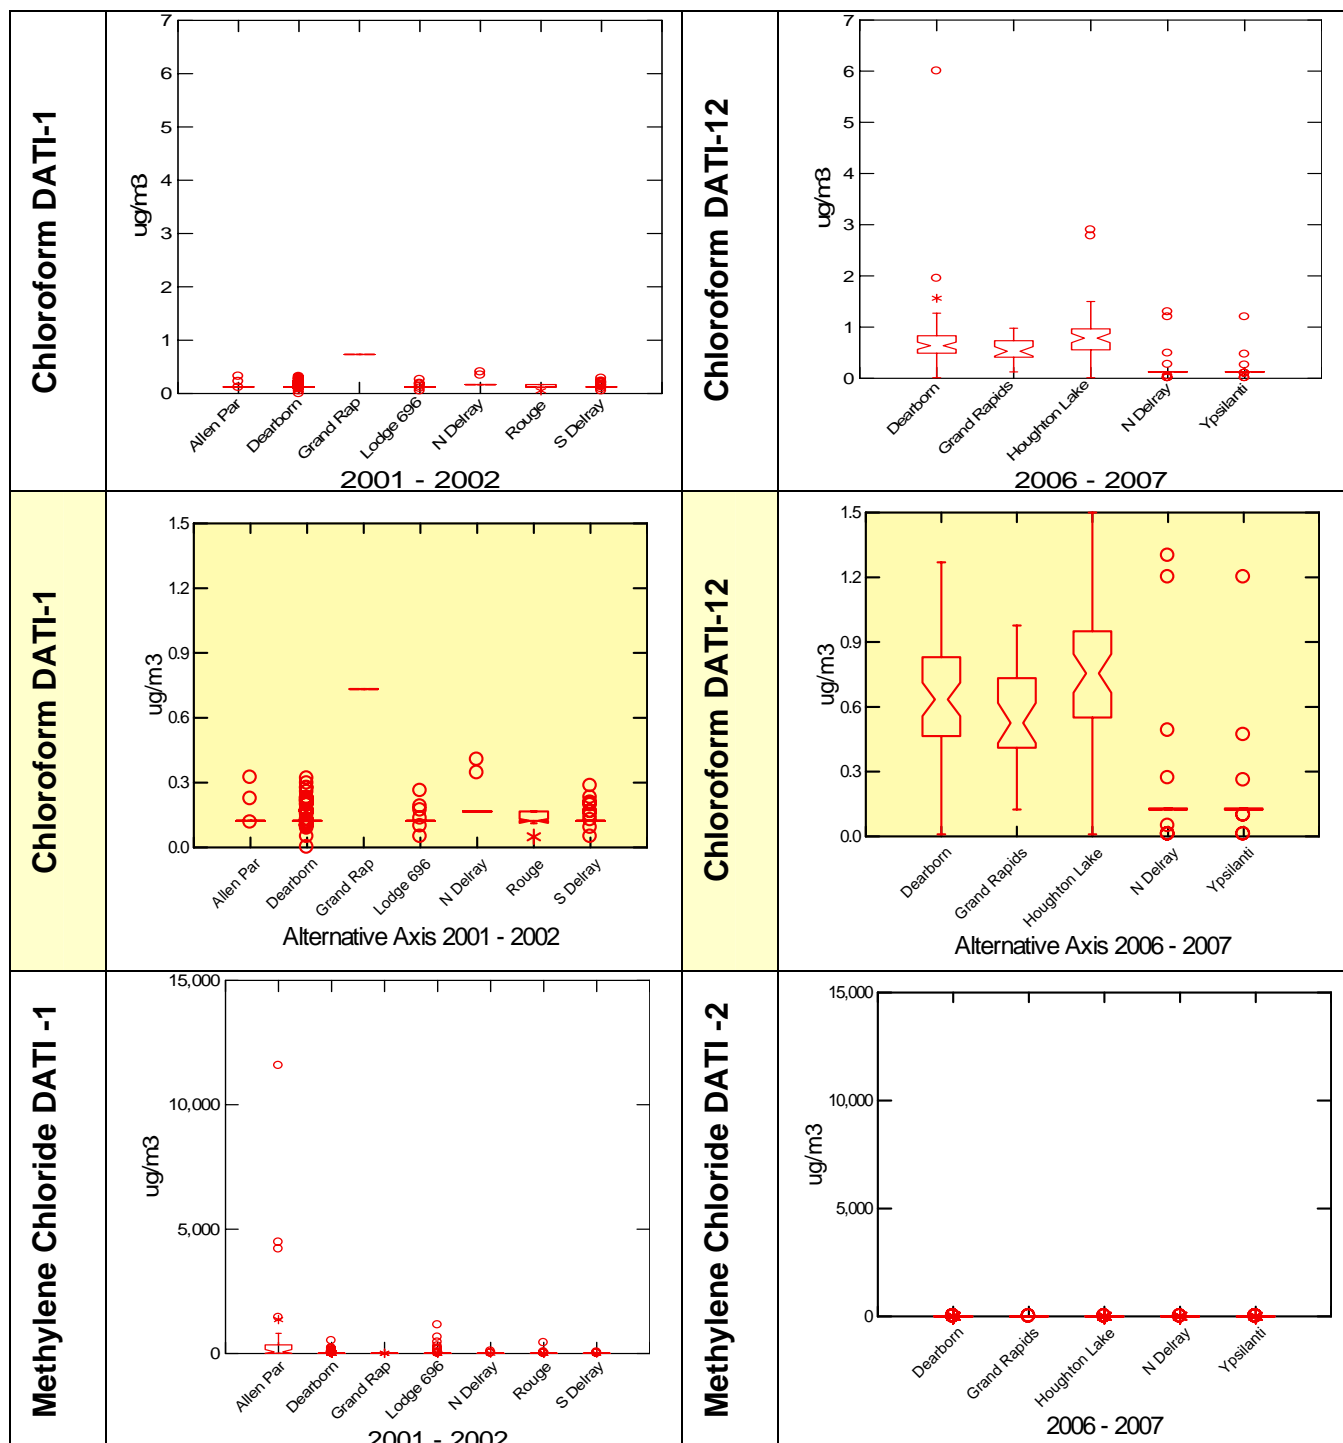 Chloroform DATI-1
7
6
5
4
3
2
1
0
ug/m3
Allen Par
Dearborn
Grand Rap
Lodge 696
N Delray
Rouge
S Delray
2001 - 2002
Chloroform DATI-12
7
6
5
4
3
2
1
0
ug/m3
Dearborn
Grand Rapids
Houghton Lake
N Delray
Ypsilanti
2006 - 2007
Chloroform DATI-1
1.5
1.2
0.9
0.6
0.3
0.0
ug/m3
Allen Par
Dearborn
Grand Rap
Lodge 696
N Delray
Rouge
S Delray
Alternative Axis 2001 - 2002
Chloroform DATI-12
1.5
1.2
0.9
0.6
0.3
0.0
ug/m3
Dearborn
Grand Rapids
Houghton Lake
N Delray
Ypsilanti
Alternative Axis 2006 - 2007
Methylene Chloride DATI -1
15,000
10,000
5,000
0
ug/m3
Allen Par
Dearborn
Grand Rap
Lodge 696
N Delray
Rouge
S Delray
2001 - 2002
Methylene Chloride DATI -2
15,000
10,000
5,000
0
ug/m3
Dearborn
Grand Rapids
Houghton Lake
N Delray
Ypsilanti
2006 - 2007